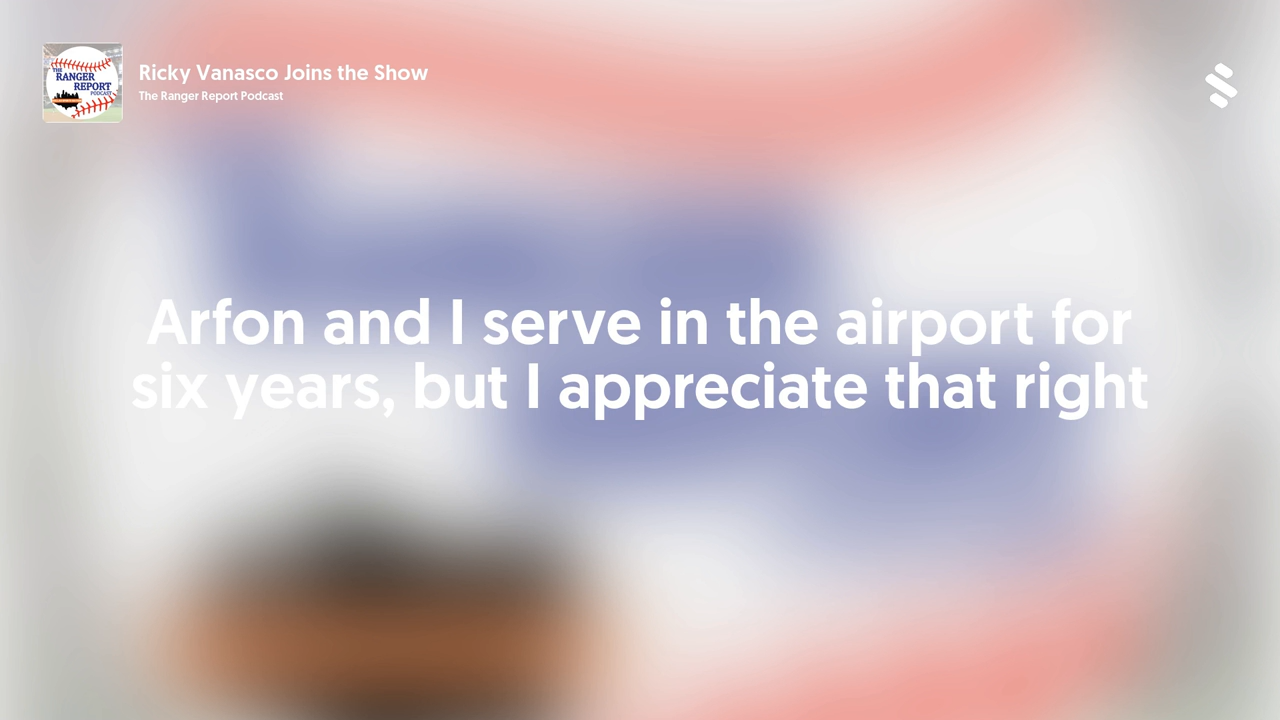 THE
RANGER
REPORT
PODCAST
Ricky Vanasco Joins the Show
The Ranger Report Podcast
Arfon and I serve in the airport for
six years, but I appreciate that right